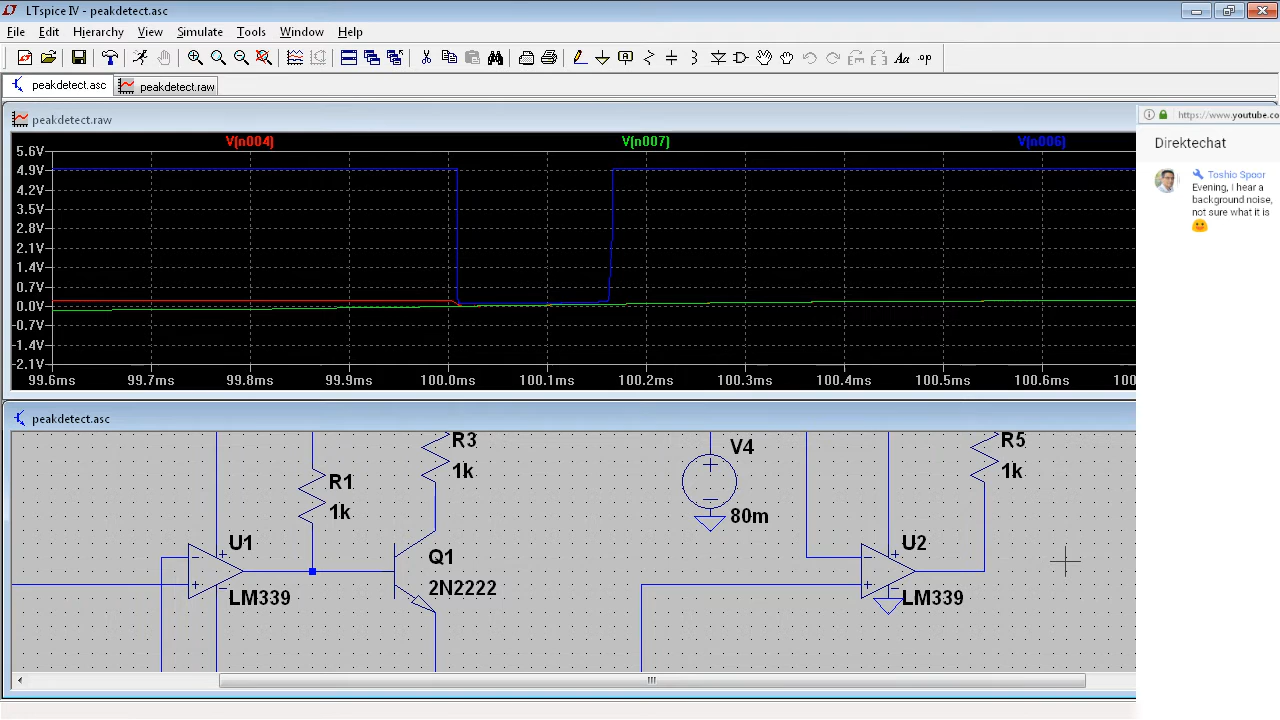 LTspice IV - peakdetect.asc
File Edit Hierarchy View Simulate Tools Window Help
Aa .op
peakdetect.asc peakdetect.raw
peakdetect.raw
V(n004) V(n007) V(n006)
5.6V
4.9V
4.2V
3.5V
2.8V
2.1V
1.4V
0.7V
0.0V
-0.7V
-1.4V
-2.1V
99.6ms 99.7ms 99.8ms 99.9ms 100.0ms 100.1ms 100.2ms 100.3ms 100.4ms 100.5ms 100.6ms 100
peakdetect.asc
R3
1k
R1
1k
U1
LM339
Q1
2N2222
V4
80m
R5
1k
U2
LM339
https://www.youtube.co
Direktechat
Toshio Spoor
Evening, I hear a
background noise,
not sure what it is